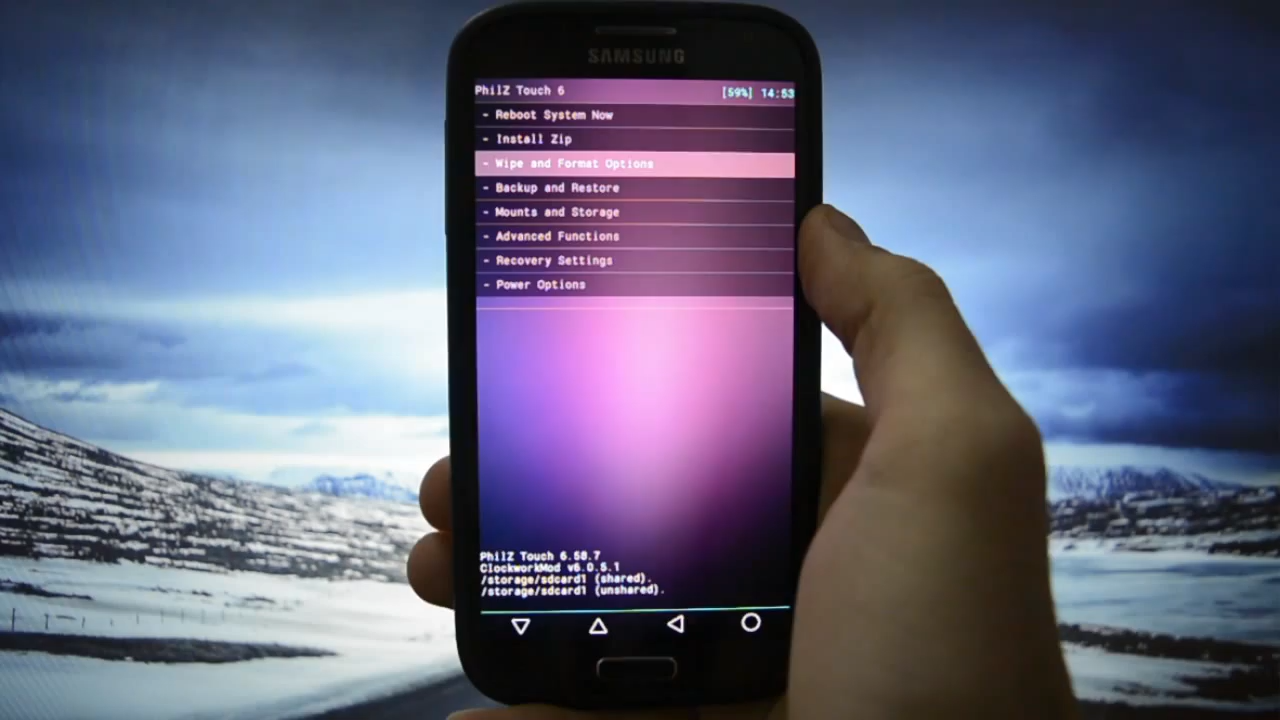 SAMSUNG
PhilZ Touch 6 [59%] 14:53
- Reboot System Now
- Install Zip
- Wipe and Format Options
- Backup and Restore
- Mounts and Storage
- Advanced Functions
- Recovery Settings
- Power Options
PhilZ Touch 6.58.7
ClockworkMod v6.0.5.1
/storage/sdcard1 (shared).
/storage/sdcard1 (unshared).